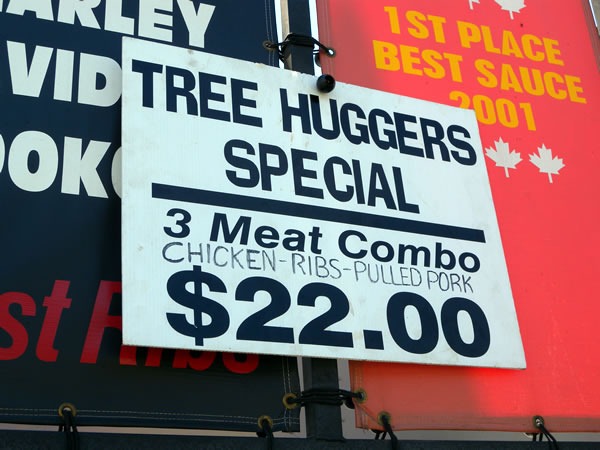 1ST PLACE
BEST SAUCE
2001
TREE HUGGERS
SPECIAL
3 Meat Combo
CHICKEN-RIBS-PULLED PORK
$22.00